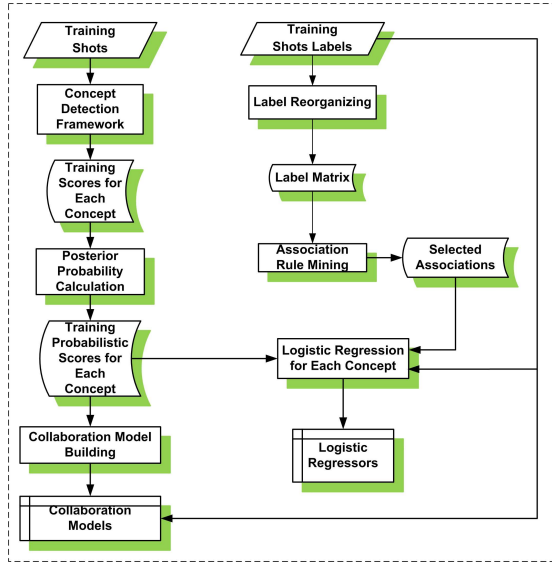 Training
Shots
Training
Shots Labels
Concept
Detection
Framework
Label Reorganizing
Training
Scores for
Each
Concept
Label Matrix
Posterior
Probability
Calculation
Association
Rule Mining
Selected
Associations
Training
Probabilistic
Scores for
Each
Concept
Logistic Regression
for Each Concept
Collaboration Model
Building
Logistic
Regressors
Collaboration
Models